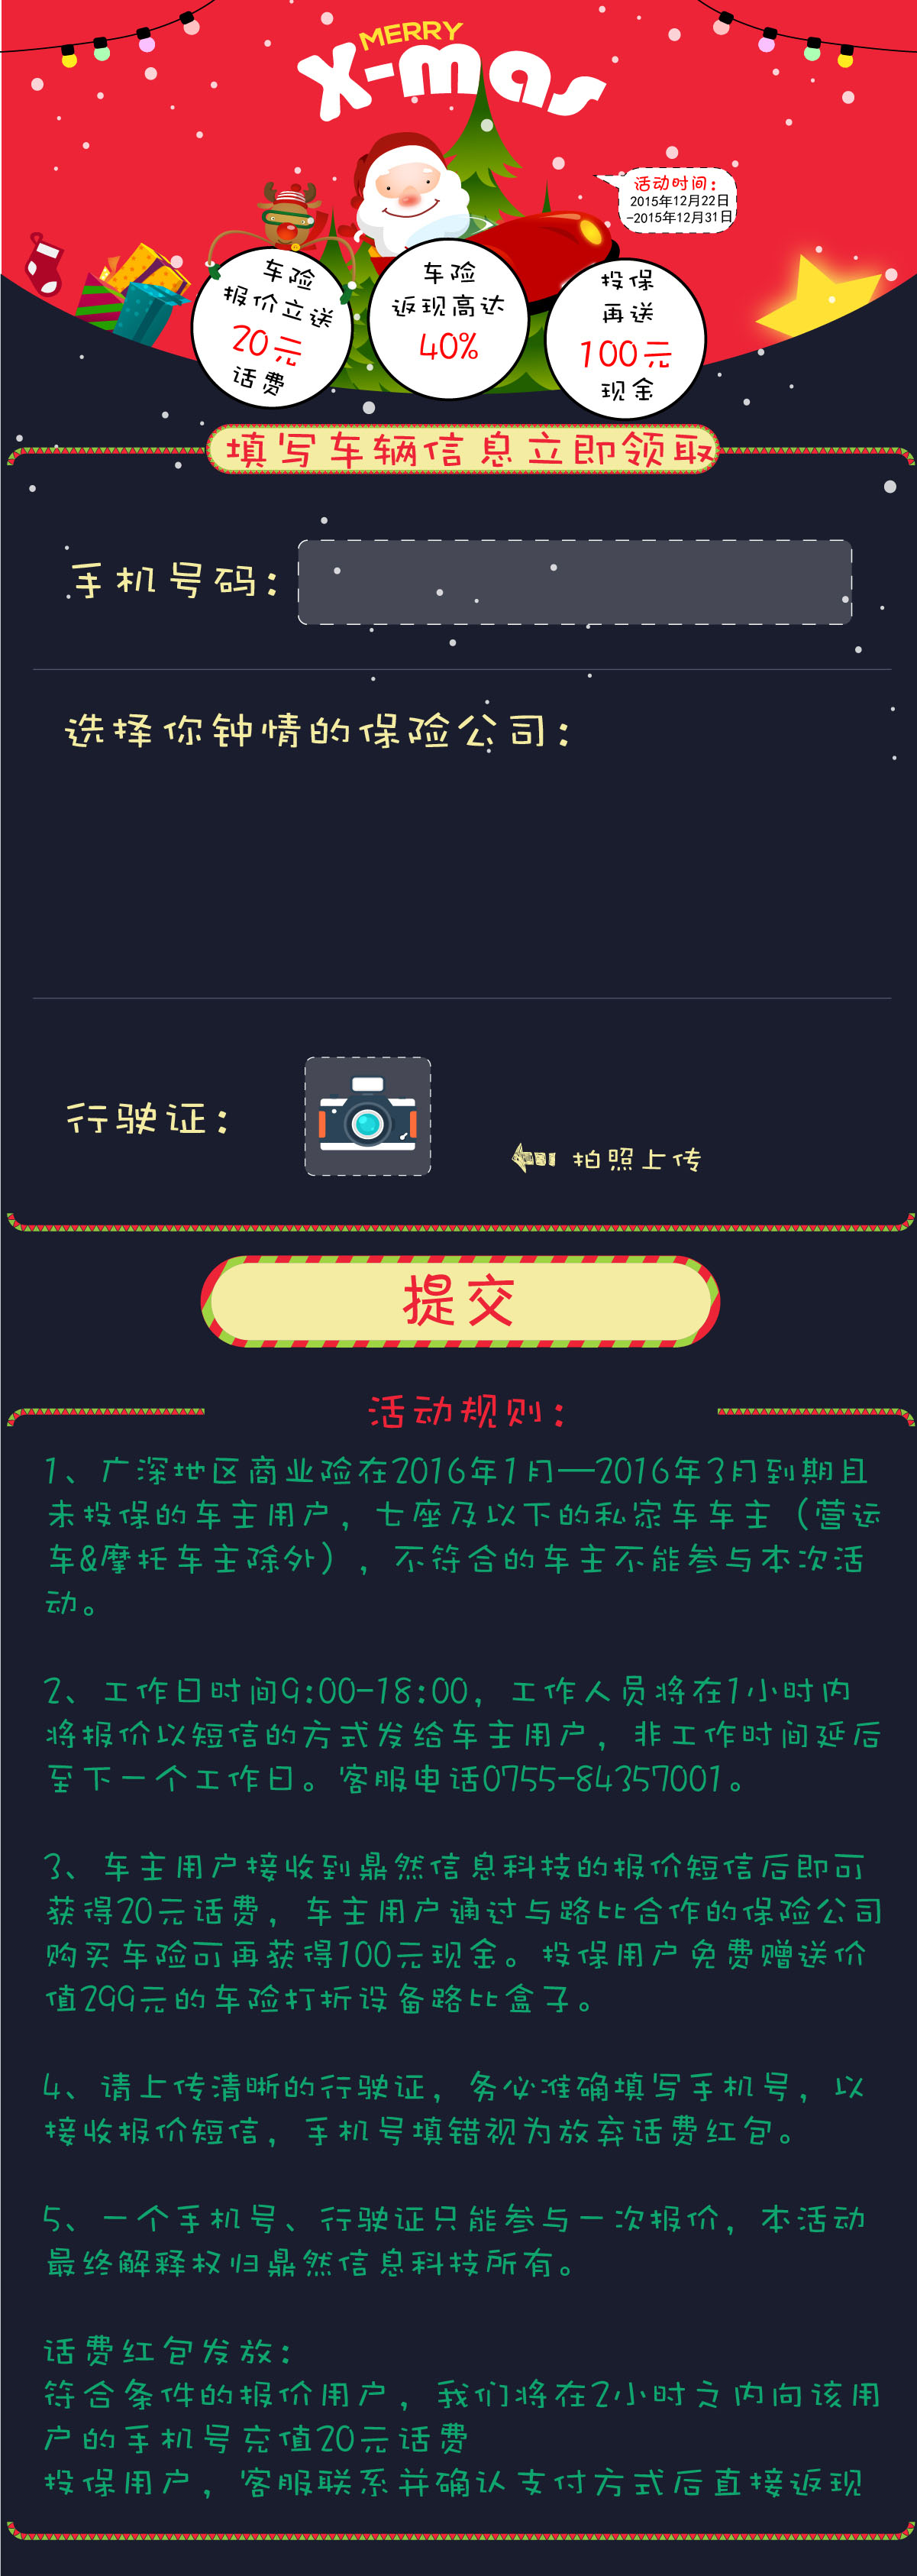 MERRY
X-mas
活动时间：
2015年12月22日
-2015年12月31日
车险
报价立送
20元
话费
车险
返现高达
40%
投保
再送
100元
现金
填写车辆信息立即领取
手机号码：
选择你钟情的保险公司：
行驶证：
拍照上传
提交
活动规则：
1、广深地区商业险在2016年1月—2016年3月到期且
未投保的车主用户，七座及以下的私家车车主（营运
车&摩托车主除外），不符合的车主不能参与本次活
动。
2、工作日时间9:00-18:00，工作人员将在1小时内
将报价以短信的方式发给车主用户，非工作时间延后
至下一个工作日。客服电话0755-84357001。
3、车主用户接收到鼎然信息科技的报价短信后即可
获得20元话费，车主用户通过与路比合作的保险公司
购买车险可再获得100元现金。投保用户免费赠送价
值299元的车险打折设备路比盒子。
4、请上传清晰的行驶证，务必准确填写手机号，以
接收报价短信，手机号填错视为放弃话费红包。
5、一个手机号、行驶证只能参与一次报价，本活动
最终解释权归鼎然信息科技所有。
话费红包发放：
符合条件的报价用户，我们将在2小时之内向该用
户的手机号充值20元话费
投保用户，客服联系并确认支付方式后直接返现